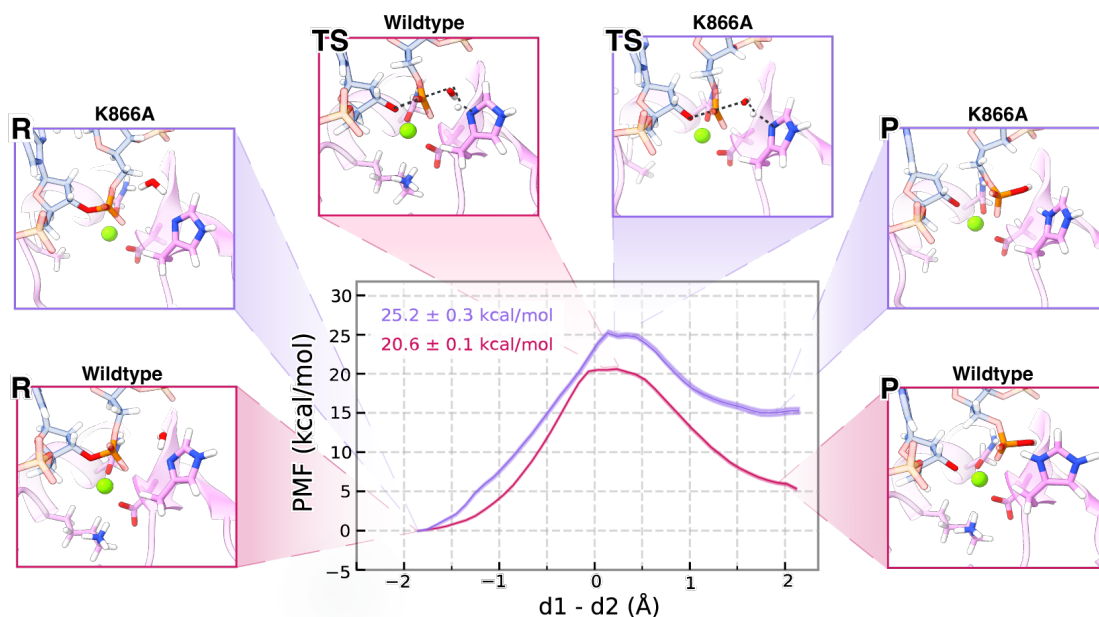 Wildtype
TS
K866A
TS
K866A
R
K866A
P
Wildtype
R
Wildtype
P
25.2 ± 0.3 kcal/mol
20.6 ± 0.1 kcal/mol
PMF (kcal/mol)
30
25
20
15
10
5
0
−5
−2
−1
0
1
2
d1 - d2 (Å)